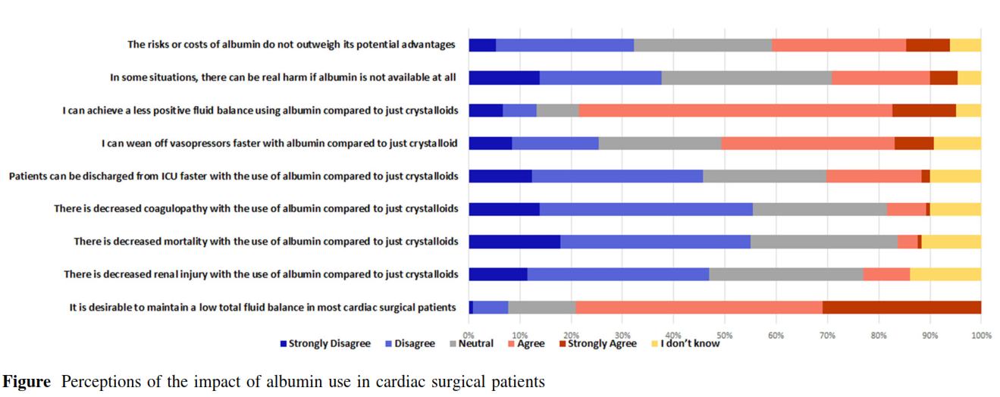 The risks or costs of albumin do not outweigh its potential advantages
In some situations, there can be real harm if albumin is not available at all
I can achieve a less positive fluid balance using albumin compared to just crystalloids
I can wean off vasopressors faster with albumin compared to just crystalloid
Patients can be discharged from ICU faster with the use of albumin compared to just crystalloids
There is decreased coagulopathy with the use of albumin compared to just crystalloids
There is decreased mortality with the use of albumin compared to just crystalloids
There is decreased renal injury with the use of albumin compared to just crystalloids
It is desirable to maintain a low total fluid balance in most cardiac surgical patients
0% 10% 20% 30% 40% 50% 60% 70% 80% 90% 100%
Strongly Disagree Disagree Neutral Agree Strongly Agree I don't know
Figure Perceptions of the impact of albumin use in cardiac surgical patients